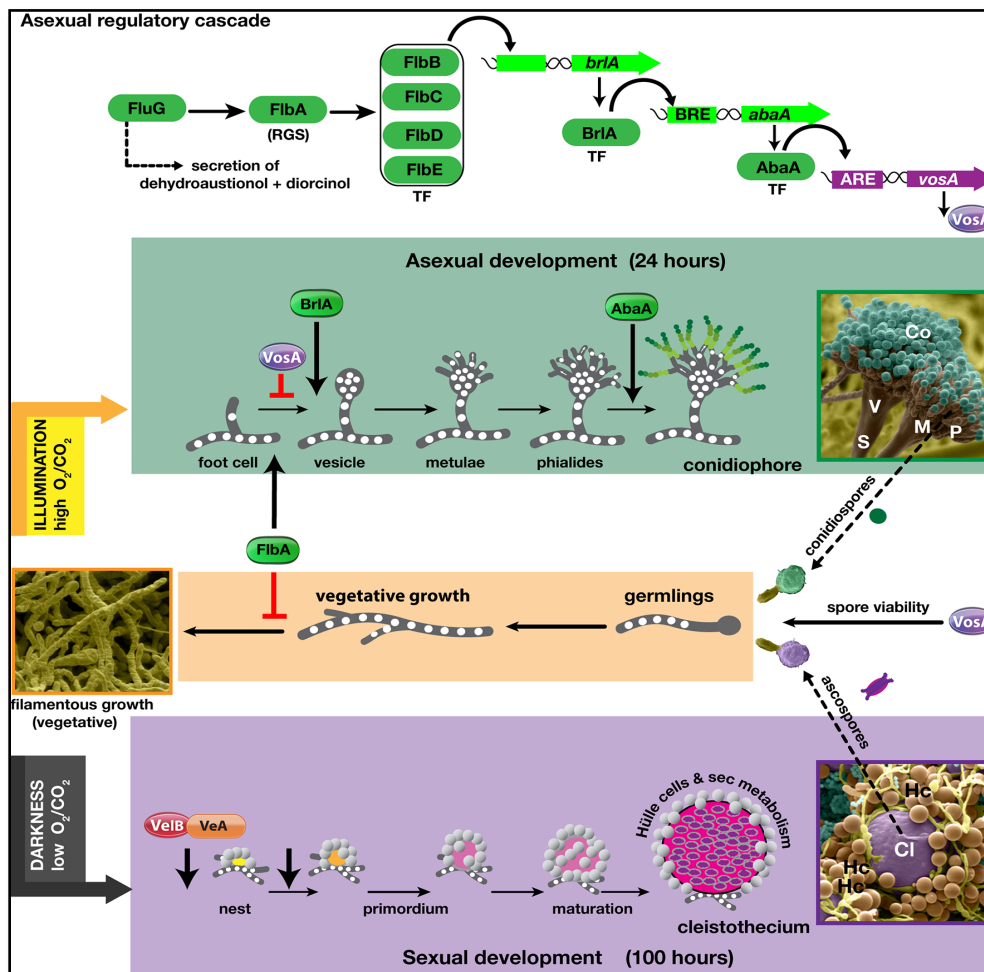 Asexual regulatory cascade
FluG
FlbA
(RGS)
FlbB
FlbC
FlbD
FlbE
TF
secretion of
dehydroaustionol + diorcinol
brlA
BrlA
TF
BRE
abaA
AbaA
TF
ARE
vosA
VosA
Asexual development (24 hours)
BrlA
VosA
AbaA
foot cell
vesicle
metulae
phialides
conidiophore
Co
V
S
M
P
ILLUMINATION
high O2/CO2
FlbA
conidiospores
vegetative growth
germlings
spore viability
VosA
filamentous growth
(vegetative)
ascospores
DARKNESS
low O2/CO2
VelB
VeA
nest
primordium
maturation
Hülle cells & sec metabolism
cleistothecium
Hc
Cl
Hc
Hc
Sexual development (100 hours)